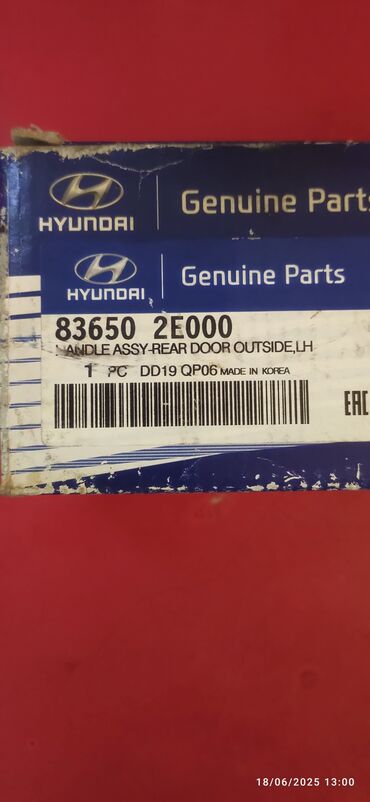 HYUNDAI
Genuine Parts
HYUNDAI
Genuine Parts
83650 2E000
HANDLE ASSY-REAR DOOR OUTSIDE,LH
1 PC DD19 QP06 MADE IN KOREA
EAC
18/06/2025 13:00